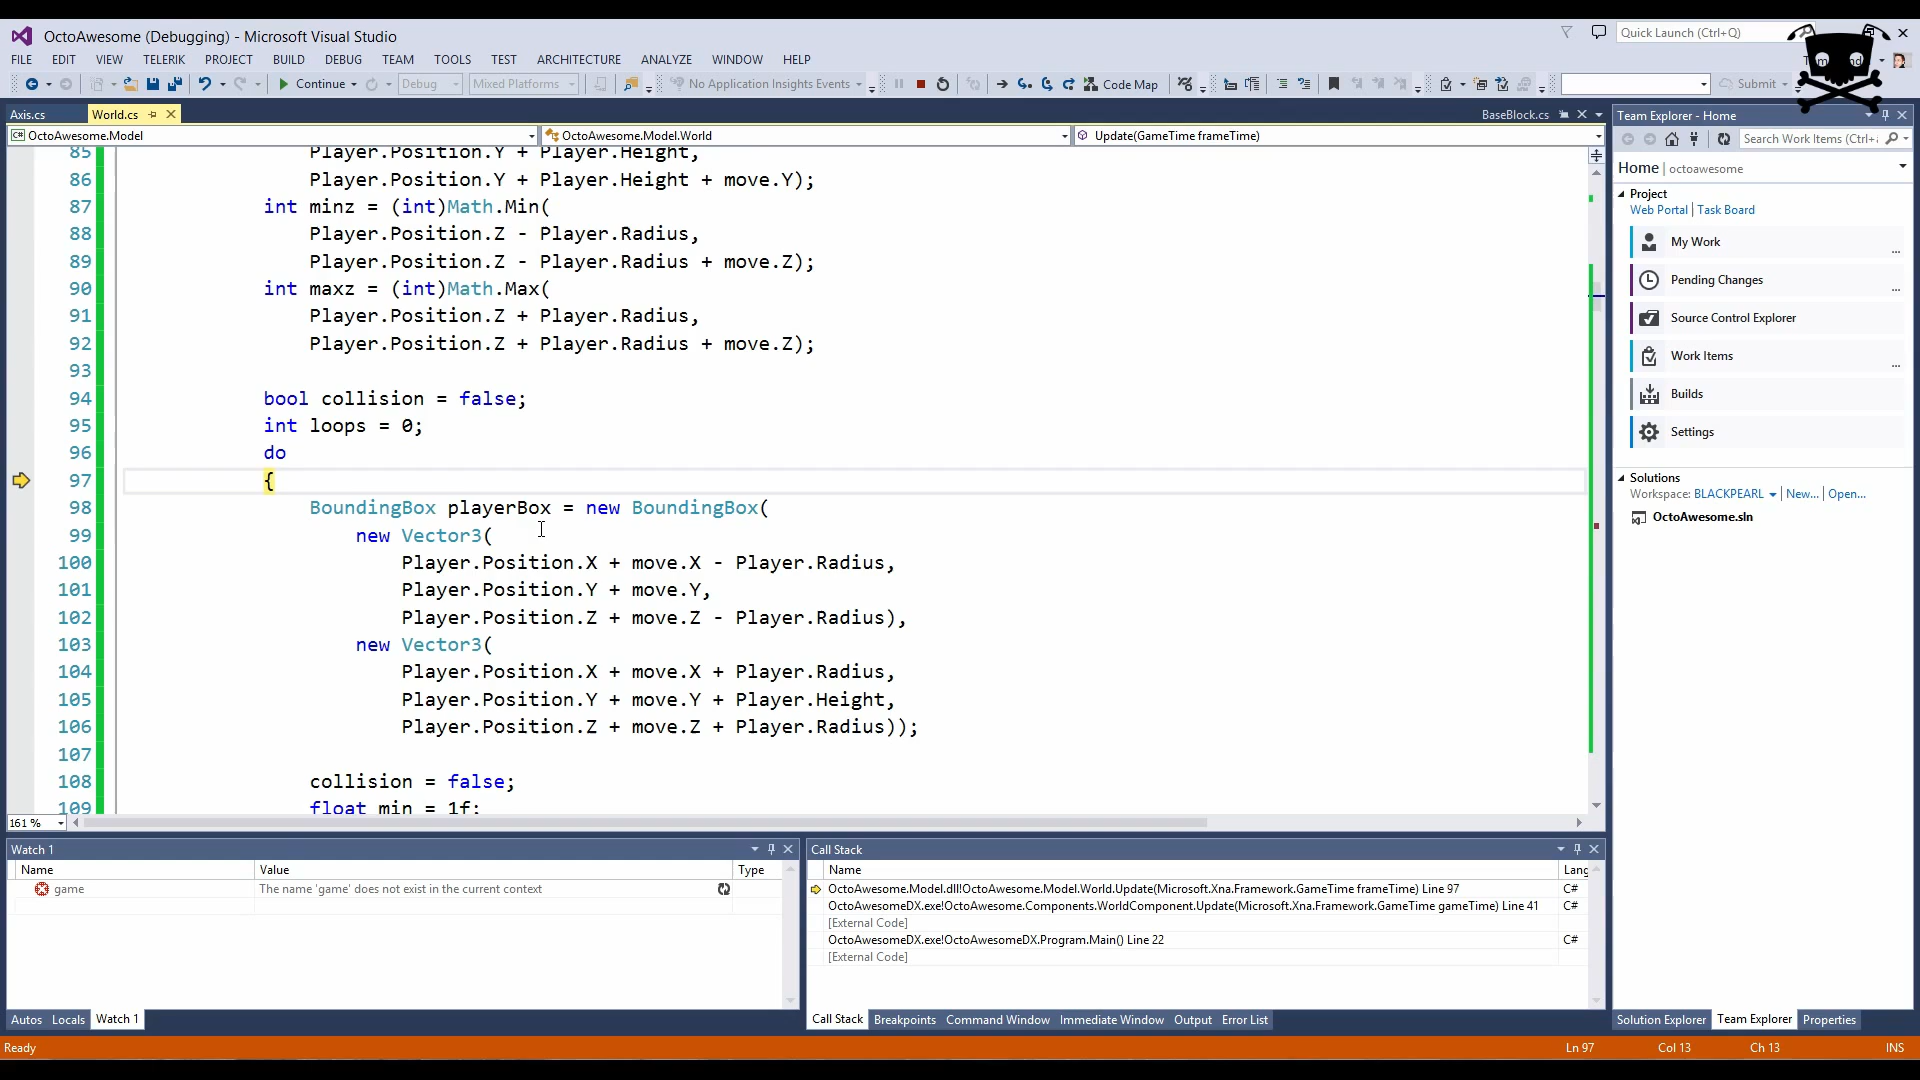 OctoAwesome (Debugging) - Microsoft Visual Studio
Quick Launch (Ctrl+Q)
FILE EDIT VIEW TELERIK PROJECT BUILD DEBUG TEAM TOOLS TEST ARCHITECTURE ANALYZE WINDOW HELP
Continue Debug Mixed Platforms No Application Insights Events Code Map Submit
Axis.cs World.cs BaseBlock.cs
OctoAwesome.Model OctoAwesome.Model.World Update(GameTime frameTime)
85 Player.Position.Y + Player.Height,
86 Player.Position.Y + Player.Height + move.Y);
87 int minz = (int)Math.Min(
88 Player.Position.Z - Player.Radius,
89 Player.Position.Z - Player.Radius + move.Z);
90 int maxz = (int)Math.Max(
91 Player.Position.Z + Player.Radius,
92 Player.Position.Z + Player.Radius + move.Z);
93
94 bool collision = false;
95 int loops = 0;
96 do
97 {
98 BoundingBox playerBox = new BoundingBox(
99 new Vector3(
100 Player.Position.X + move.X - Player.Radius,
101 Player.Position.Y + move.Y,
102 Player.Position.Z + move.Z - Player.Radius),
103 new Vector3(
104 Player.Position.X + move.X + Player.Radius,
105 Player.Position.Y + move.Y + Player.Height,
106 Player.Position.Z + move.Z + Player.Radius));
107
108 collision = false;
109 float min = 1f;
161 %
Team Explorer - Home
Search Work Items (Ctrl+
Home | octoawesome
Project
Web Portal | Task Board
My Work
...
Pending Changes
...
Source Control Explorer
Work Items
...
Builds
Settings
Solutions
Workspace: BLACKPEARL New... | Open...
OctoAwesome.sln
Watch 1
Name Value Type
game The name 'game' does not exist in the current context
Autos Locals Watch 1
Call Stack
Name Lang
OctoAwesome.Model.dll!OctoAwesome.Model.World.Update(Microsoft.Xna.Framework.GameTime frameTime) Line 97 C#
OctoAwesomeDX.exe!OctoAwesome.Components.WorldComponent.Update(Microsoft.Xna.Framework.GameTime gameTime) Line 41 C#
[External Code]
OctoAwesomeDX.exe!OctoAwesomeDX.Program.Main() Line 22 C#
[External Code]
Call Stack Breakpoints Command Window Immediate Window Output Error List
Solution Explorer Team Explorer Properties
Ready Ln 97 Col 13 Ch 13 INS